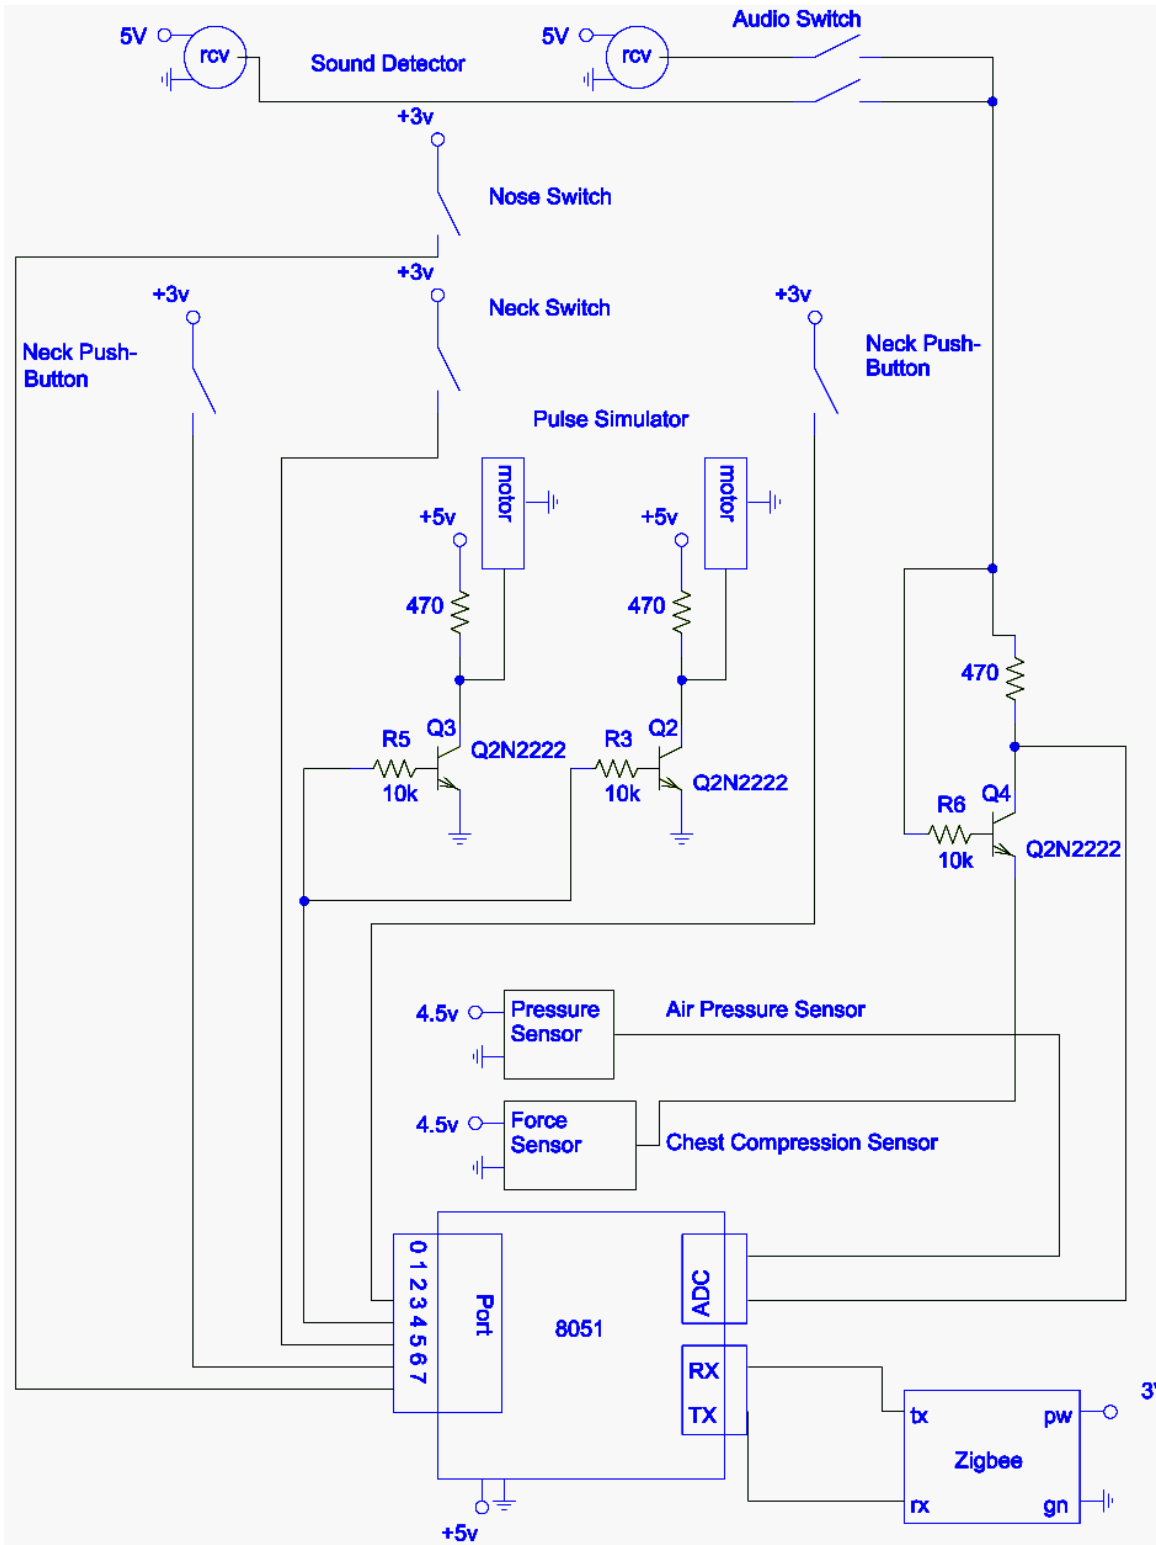 Audio Switch
5V
rcv
5V
rcv
Sound Detector
+3v
Nose Switch
+3v
Neck Switch
+3v
+3v
Neck Push-
Button
Neck Push-
Button
Pulse Simulator
motor
motor
+5v
+5v
470
470
470
Q3
Q2N2222
R5
10k
Q2
Q2N2222
R3
10k
Q4
Q2N2222
R6
10k
4.5v
Pressure
Sensor
Air Pressure Sensor
4.5v
Force
Sensor
Chest Compression Sensor
0 1 2 3 4 5 6 7
Port
8051
ADC
RX
TX
+5v
3V
tx
pw
Zigbee
rx
gn